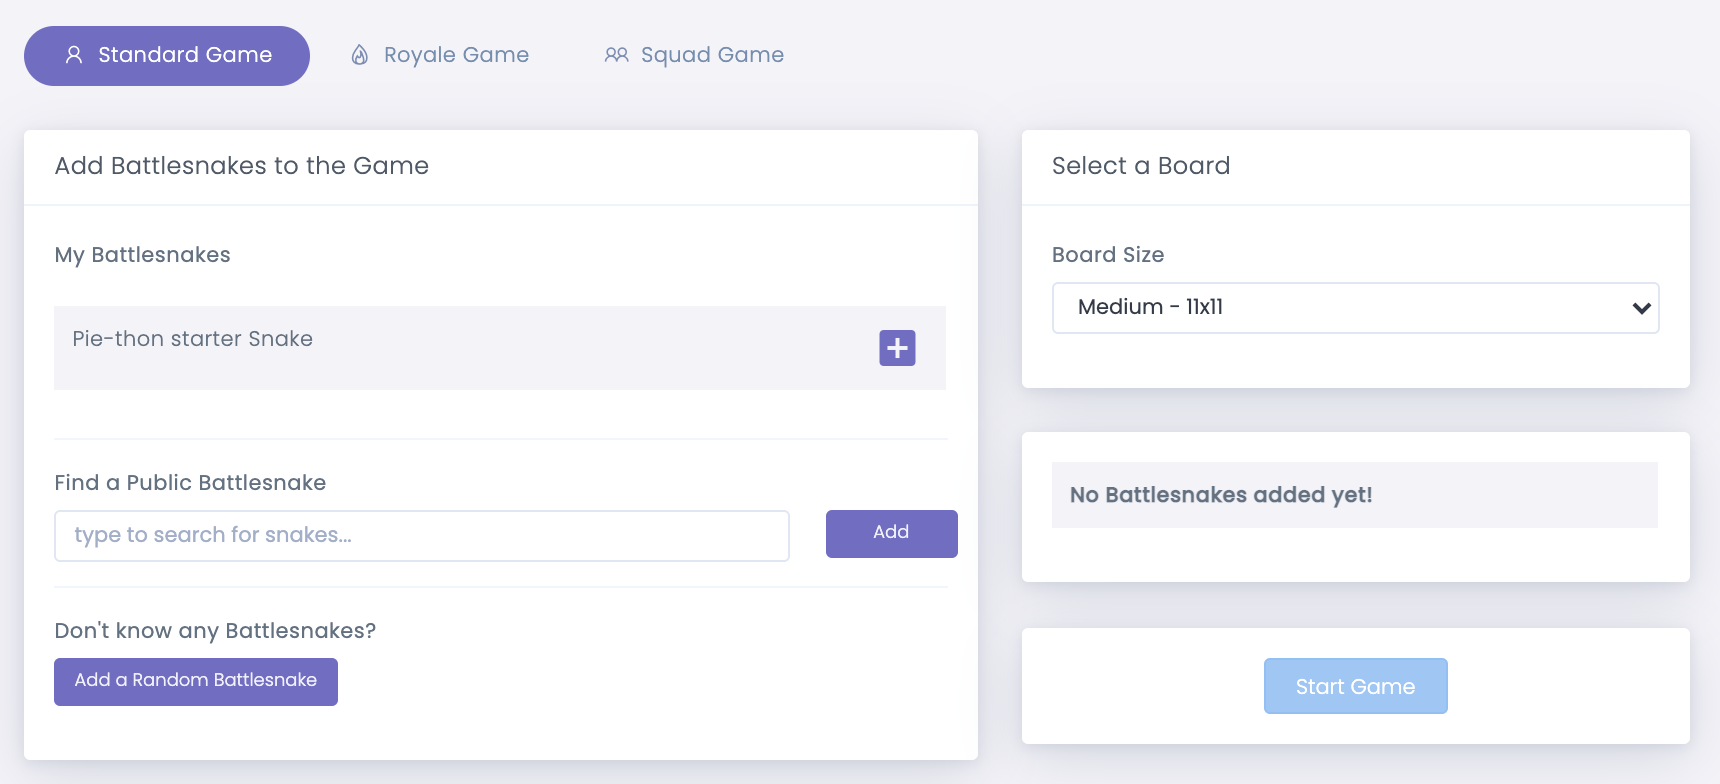 Standard Game
Royale Game
Squad Game
Add Battlesnakes to the Game
My Battlesnakes
Pie-thon starter Snake
Find a Public Battlesnake
type to search for snakes...
Add
Don't know any Battlesnakes?
Add a Random Battlesnake
Select a Board
Board Size
Medium - 11x11
No Battlesnakes added yet!
Start Game